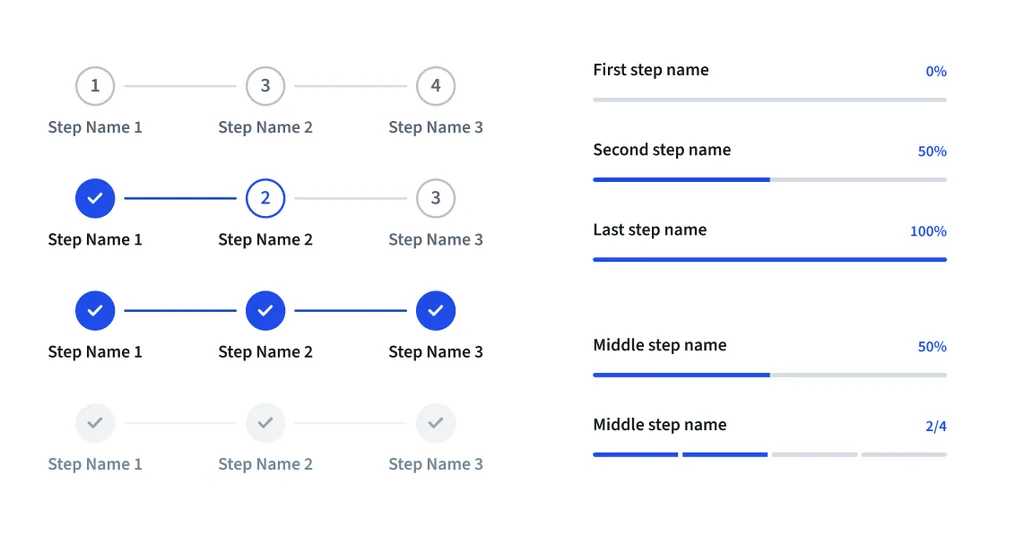 1 3 4
Step Name 1 Step Name 2 Step Name 3
2 3
Step Name 1 Step Name 2 Step Name 3
Step Name 1 Step Name 2 Step Name 3
Step Name 1 Step Name 2 Step Name 3
First step name 0%
Second step name 50%
Last step name 100%
Middle step name 50%
Middle step name 2/4